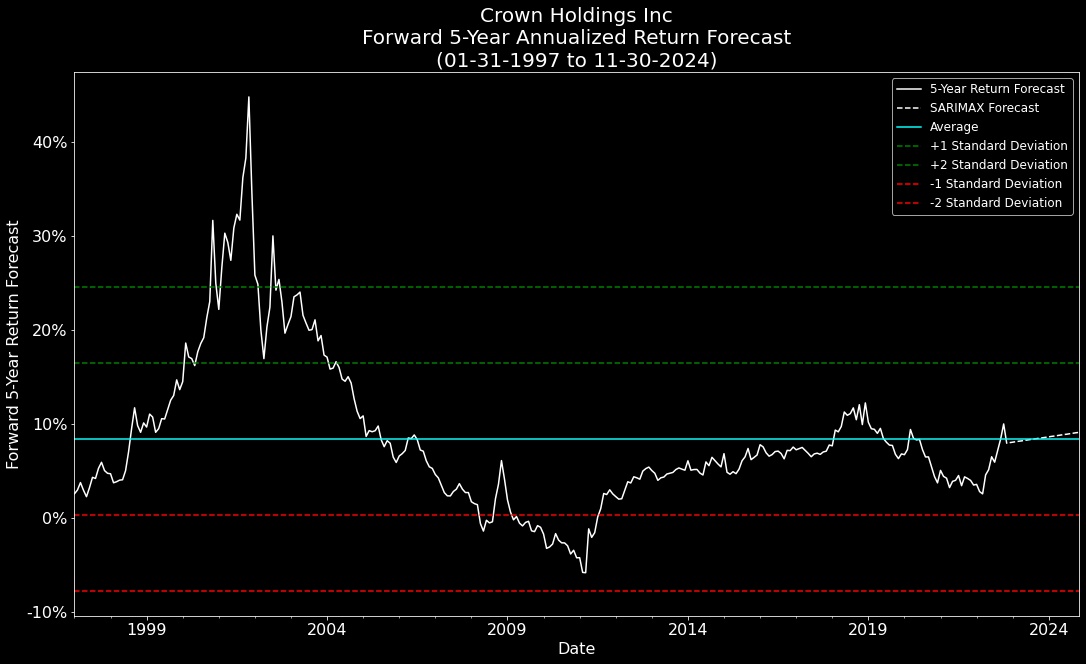 Crown Holdings Inc
Forward 5-Year Annualized Return Forecast
(01-31-1997 to 11-30-2024)
5-Year Return Forecast
SARIMAX Forecast
Average
+1 Standard Deviation
+2 Standard Deviation
-1 Standard Deviation
-2 Standard Deviation
Forward 5-Year Return Forecast
40%
30%
20%
10%
0%
-10%
1999
2004
2009
2014
2019
2024
Date